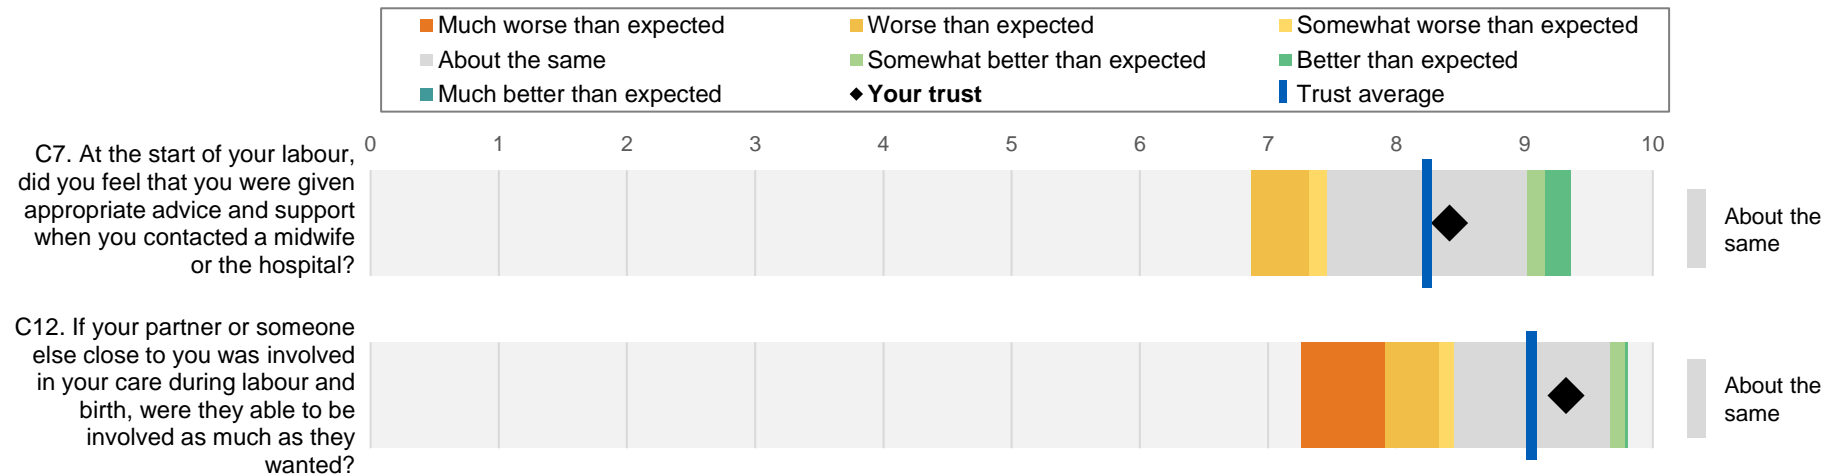 Much worse than expected
Worse than expected
Somewhat worse than expected
About the same
Somewhat better than expected
Better than expected
Much better than expected
Your trust
Trust average
0 1 2 3 4 5 6 7 8 9 10
C7. At the start of your labour,
did you feel that you were given
appropriate advice and support
when you contacted a midwife
or the hospital?
About the
same
C12. If your partner or someone
else close to you was involved
in your care during labour and
birth, were they able to be
involved as much as they
wanted?
About the
same